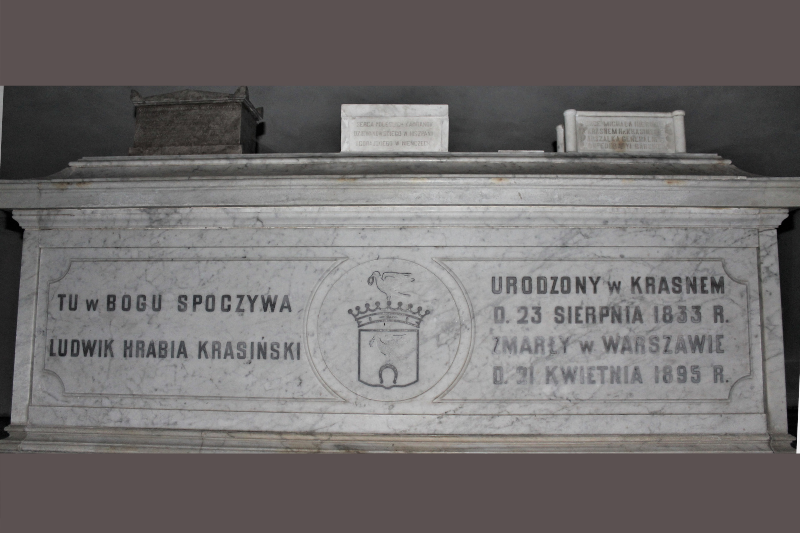 TU w BOGU SPOCZYWA
LUDWIK HRABIA KRASIŃSKI
URODZONY w KRASNEM
D. 23 SIERPNIA 1833 R.
ZMARŁY w WARSZAWIE
D. 21 KWIETNIA 1895 R.